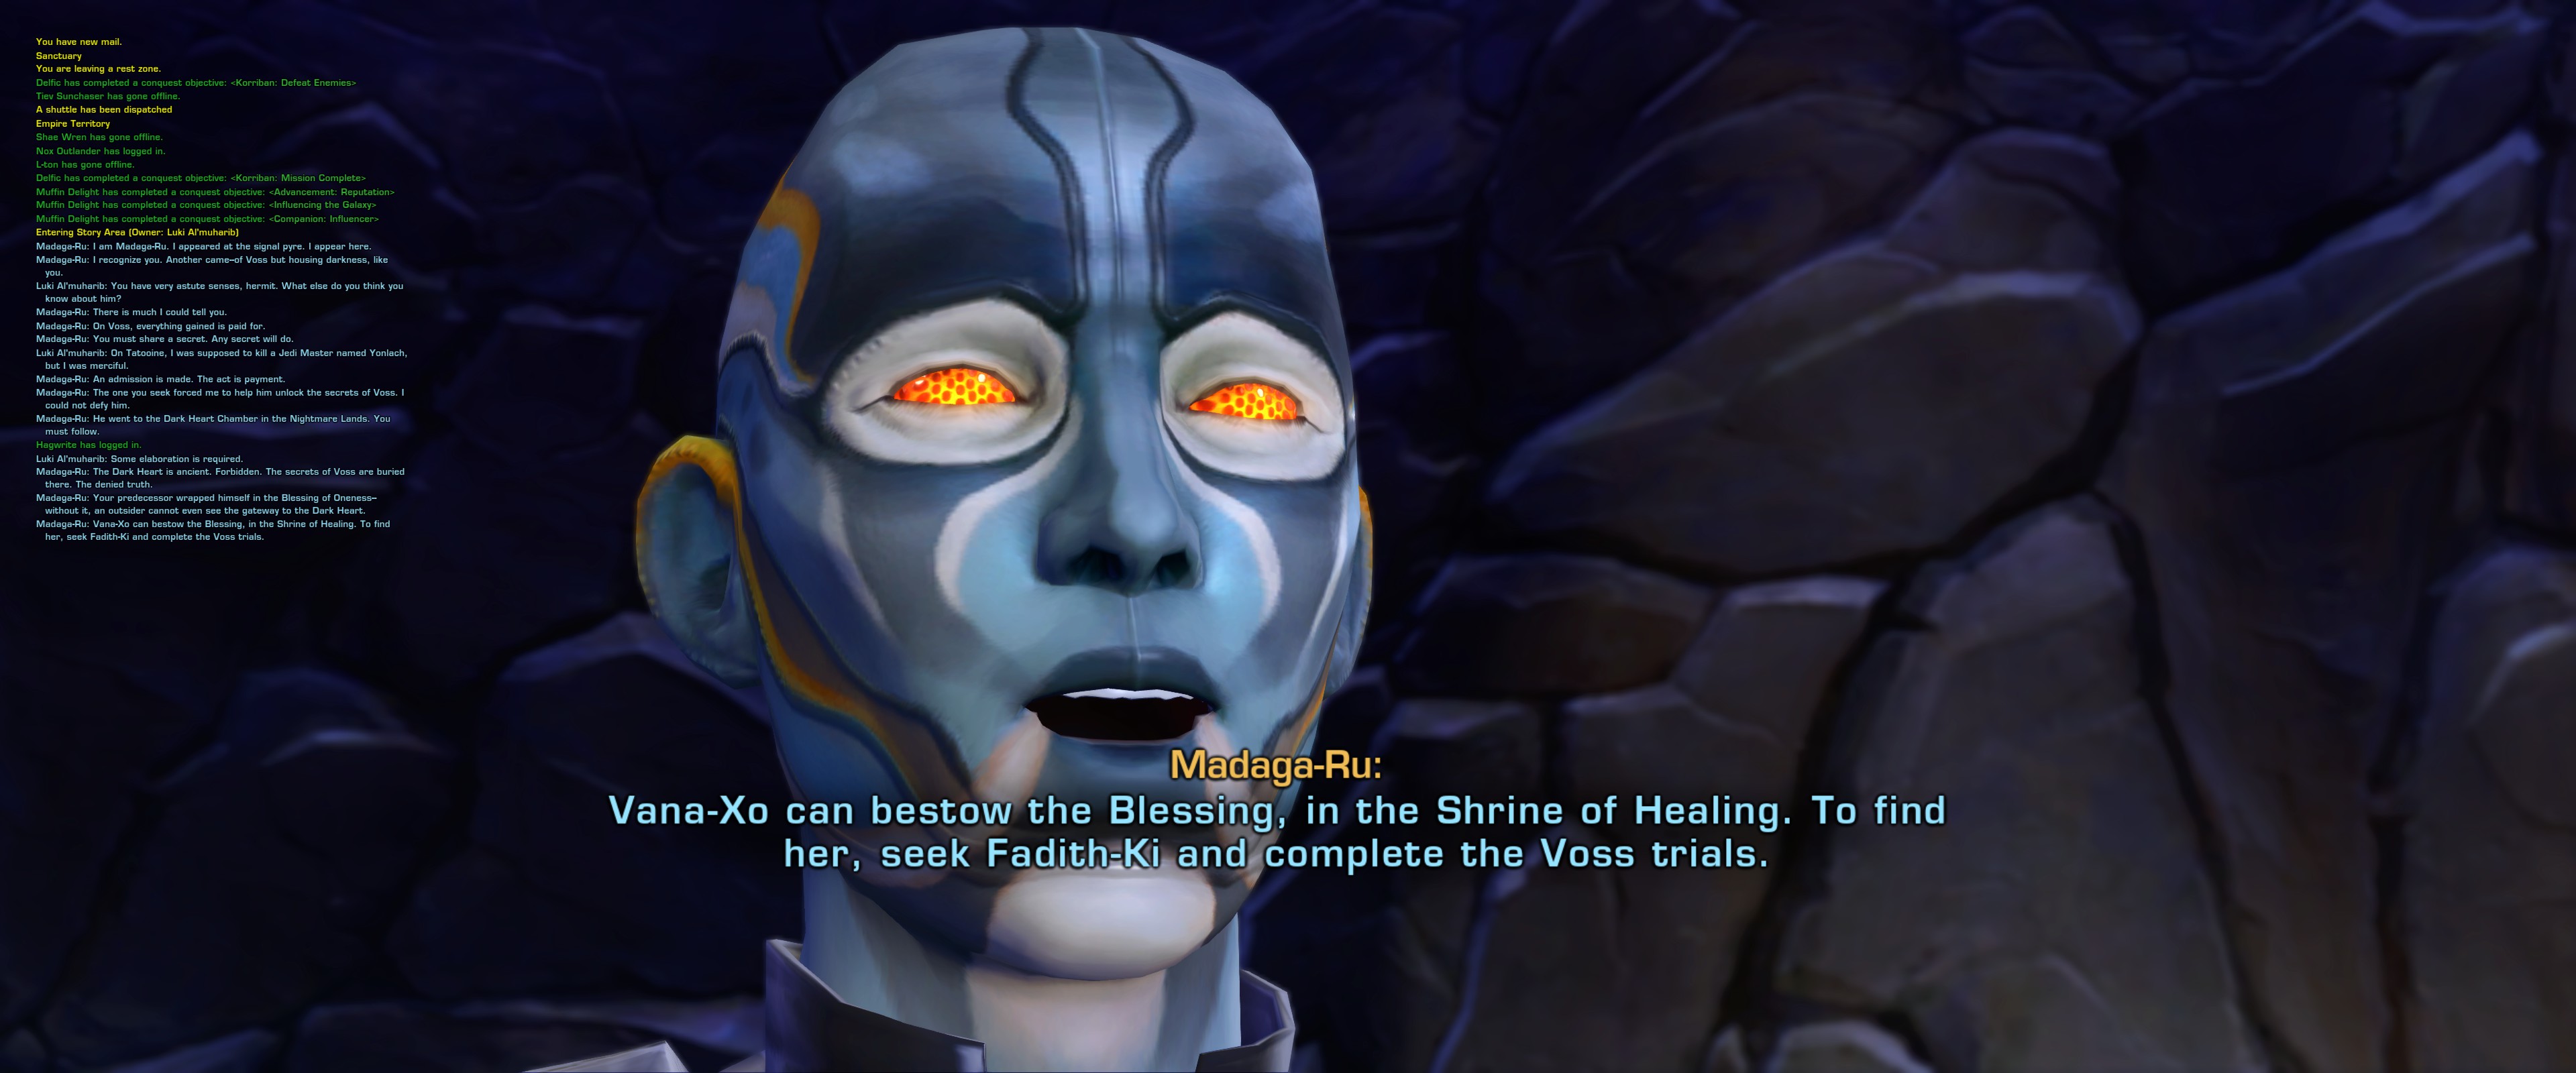 You have new mail.
Sanctuary
You are leaving a rest zone.
Delfic has completed a conquest objective: <Korriban: Defeat Enemies>
Tiev Sunchaser has gone offline.
A shuttle has been dispatched
Empire Territory
Shae Wren has gone offline.
Nox Outlander has logged in.
L-ton has gone offline.
Delfic has completed a conquest objective: <Korriban: Mission Complete>
Muffin Delight has completed a conquest objective: <Advancement: Reputation>
Muffin Delight has completed a conquest objective: <Influencing the Galaxy>
Muffin Delight has completed a conquest objective: <Companion: Influencer>
Entering Story Area (Owner: Luki Al'muharib)
Madaga-Ru: I am Madaga-Ru. I appeared at the signal pyre. I appear here.
Madaga-Ru: I recognize you. Another came--of Voss but housing darkness, like
you.
Luki Al'muharib: You have very astute senses, hermit. What else do you think you
know about him?
Madaga-Ru: There is much I could tell you.
Madaga-Ru: On Voss, everything gained is paid for.
Madaga-Ru: You must share a secret. Any secret will do.
Luki Al'muharib: On Tatooine, I was supposed to kill a Jedi Master named Yonlach,
but I was merciful.
Madaga-Ru: An admission is made. The act is payment.
Madaga-Ru: The one you seek forced me to help him unlock the secrets of Voss. I
could not defy him.
Madaga-Ru: He went to the Dark Heart Chamber in the Nightmare Lands. You
must follow.
Hagwrite has logged in.
Luki Al'muharib: Some elaboration is required.
Madaga-Ru: The Dark Heart is ancient. Forbidden. The secrets of Voss are buried
there. The denied truth.
Madaga-Ru: Your predecessor wrapped himself in the Blessing of Oneness--
without it, an outsider cannot even see the gateway to the Dark Heart.
Madaga-Ru: Vana-Xo can bestow the Blessing, in the Shrine of Healing. To find
her, seek Fadith-Ki and complete the Voss trials.
Madaga-Ru:
Vana-Xo can bestow the Blessing, in the Shrine of Healing. To find
her, seek Fadith-Ki and complete the Voss trials.